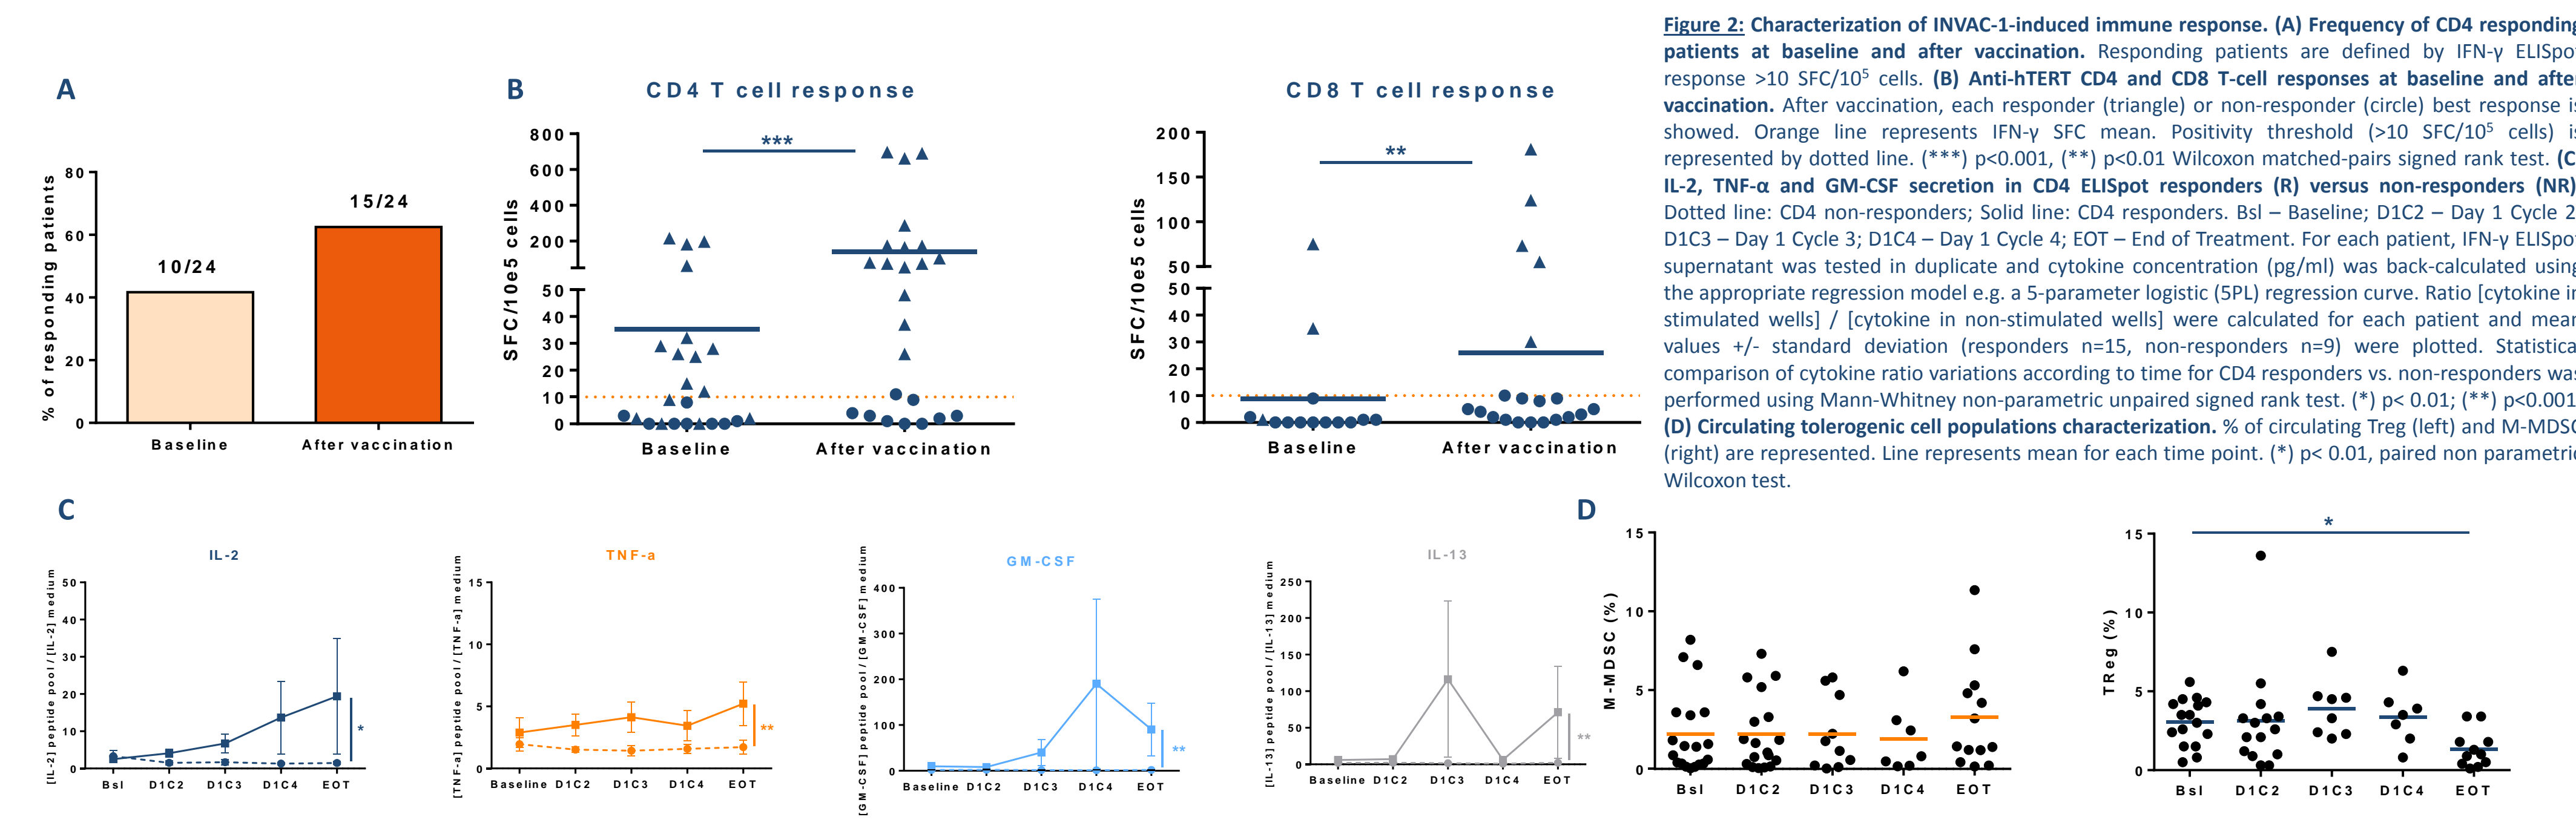 A
% of responding patients
80
60
40
20
0
10/24
15/24
Baseline
After vaccination
B
CD4 T cell response
SFC/10e5 cells
800
600
400
200
50
40
30
20
10
0
***
Baseline
After vaccination
CD8 T cell response
SFC/10e5 cells
200
150
100
50
50
40
30
20
10
0
**
Baseline
After vaccination
Figure 2: Characterization of INVAC-1-induced immune response. (A) Frequency of CD4 responding
patients at baseline and after vaccination. Responding patients are defined by IFN-γ ELISpot
response >10 SFC/10⁵ cells. (B) Anti-hTERT CD4 and CD8 T-cell responses at baseline and after
vaccination. After vaccination, each responder (triangle) or non-responder (circle) best response is
showed. Orange line represents IFN-γ SFC mean. Positivity threshold (>10 SFC/10⁵ cells) is
represented by dotted line. (***) p<0.001, (**) p<0.01 Wilcoxon matched-pairs signed rank test. (C)
IL-2, TNF-α and GM-CSF secretion in CD4 ELISpot responders (R) versus non-responders (NR)
Dotted line: CD4 non-responders; Solid line: CD4 responders. Bsl – Baseline; D1C2 – Day 1 Cycle 2
D1C3 – Day 1 Cycle 3; D1C4 – Day 1 Cycle 4; EOT – End of Treatment. For each patient, IFN-γ ELISpot
supernatant was tested in duplicate and cytokine concentration (pg/ml) was back-calculated using
the appropriate regression model e.g. a 5-parameter logistic (5PL) regression curve. Ratio [cytokine in
stimulated wells] / [cytokine in non-stimulated wells] were calculated for each patient and mean
values +/- standard deviation (responders n=15, non-responders n=9) were plotted. Statistical
comparison of cytokine ratio variations according to time for CD4 responders vs. non-responders was
performed using Mann-Whitney non-parametric unpaired signed rank test. (*) p< 0.01; (**) p<0.001
(D) Circulating tolerogenic cell populations characterization. % of circulating Treg (left) and M-MDSC
(right) are represented. Line represents mean for each time point. (*) p< 0.01, paired non parametric
Wilcoxon test.
C
IL-2
[IL-2] peptide pool / [IL-2] medium
50
40
30
20
10
0
*
Bsl D1C2 D1C3 D1C4 EOT
TNF-a
[TNF-a] peptide pool / [TNF-a] medium
15
10
5
0
**
Baseline D1C2 D1C3 D1C4 EOT
GM-CSF
[GM-CSF] peptide pool / [GM-CSF] medium
400
300
200
100
0
**
Baseline D1C2 D1C3 D1C4 EOT
IL-13
[IL-13] peptide pool / [IL-13] medium
250
200
150
100
50
0
**
Baseline D1C2 D1C3 D1C4 EOT
D
M-MDSC (%)
15
10
5
0
Bsl D1C2 D1C3 D1C4 EOT
TReg (%)
15
10
5
0
*
Bsl D1C2 D1C3 D1C4 EOT